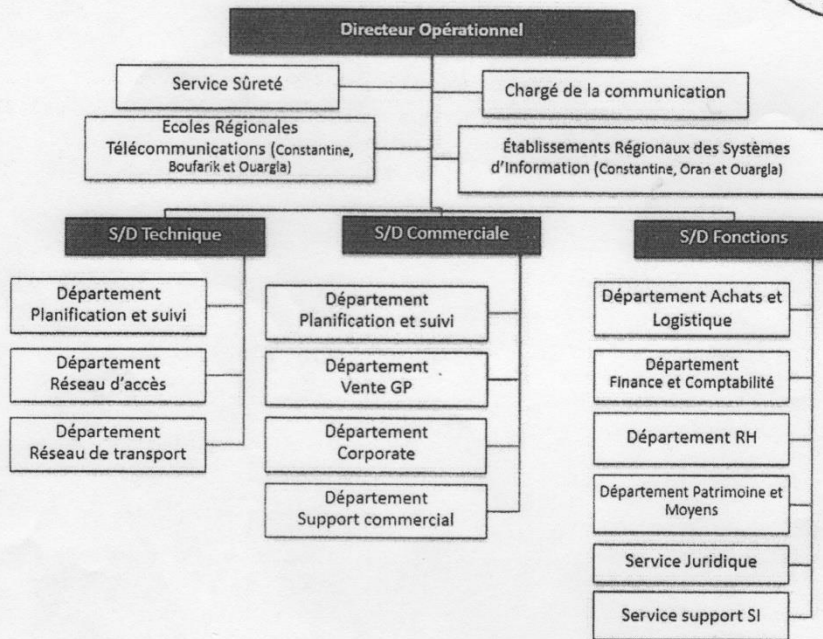 Directeur Opérationnel
Service Sûreté
Chargé de la communication
Ecoles Régionales
Télécommunications (Constantine,
Boufarik et Ouargla)
Établissements Régionaux des Systèmes
d'Information (Constantine, Oran et Ouargla)
S/D Technique
S/D Commerciale
S/D Fonctions
Département
Planification et suivi
Département
Réseau d'accès
Département
Réseau de transport
Département
Planification et suivi
Département
Vente GP
Département
Corporate
Département
Support commercial
Département Achats et
Logistique
Département
Finance et Comptabilité
Département RH
Département Patrimoine et
Moyens
Service Juridique
Service support SI